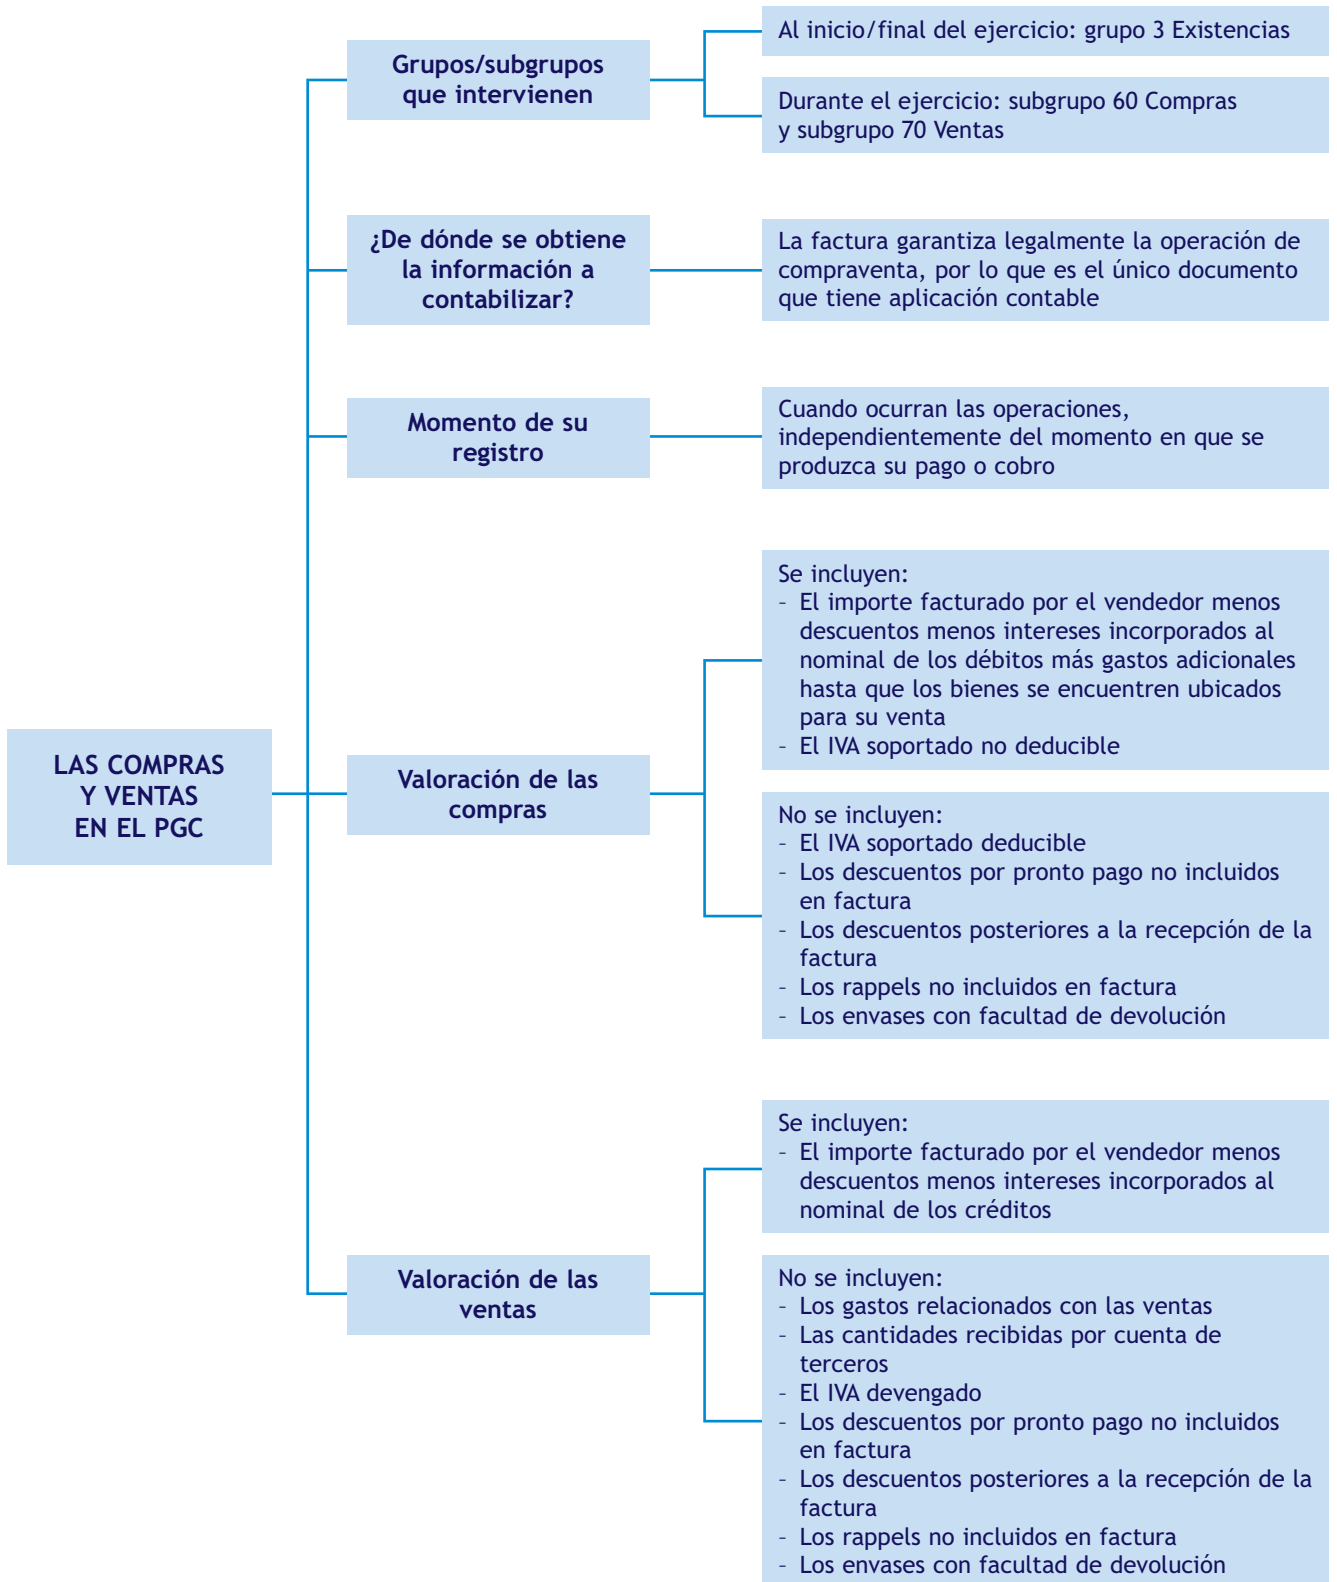 LAS COMPRAS
Y VENTAS
EN EL PGC
Grupos/subgrupos
que intervienen
Al inicio/final del ejercicio: grupo 3 Existencias
Durante el ejercicio: subgrupo 60 Compras
y subgrupo 70 Ventas
¿De dónde se obtiene
la información a
contabilizar?
La factura garantiza legalmente la operación de
compraventa, por lo que es el único documento
que tiene aplicación contable
Momento de su
registro
Cuando ocurran las operaciones,
independientemente del momento en que se
produzca su pago o cobro
Valoración de las
compras
Se incluyen:
– El importe facturado por el vendedor menos
descuentos menos intereses incorporados al
nominal de los débitos más gastos adicionales
hasta que los bienes se encuentren ubicados
para su venta
– El IVA soportado no deducible
No se incluyen:
– El IVA soportado deducible
– Los descuentos por pronto pago no incluidos
en factura
– Los descuentos posteriores a la recepción de la
factura
– Los rappels no incluidos en factura
– Los envases con facultad de devolución
Valoración de las
ventas
Se incluyen:
– El importe facturado por el vendedor menos
descuentos menos intereses incorporados al
nominal de los créditos
No se incluyen:
– Los gastos relacionados con las ventas
– Las cantidades recibidas por cuenta de
terceros
– El IVA devengado
– Los descuentos por pronto pago no incluidos
en factura
– Los descuentos posteriores a la recepción de la
factura
– Los rappels no incluidos en factura
– Los envases con facultad de devolución